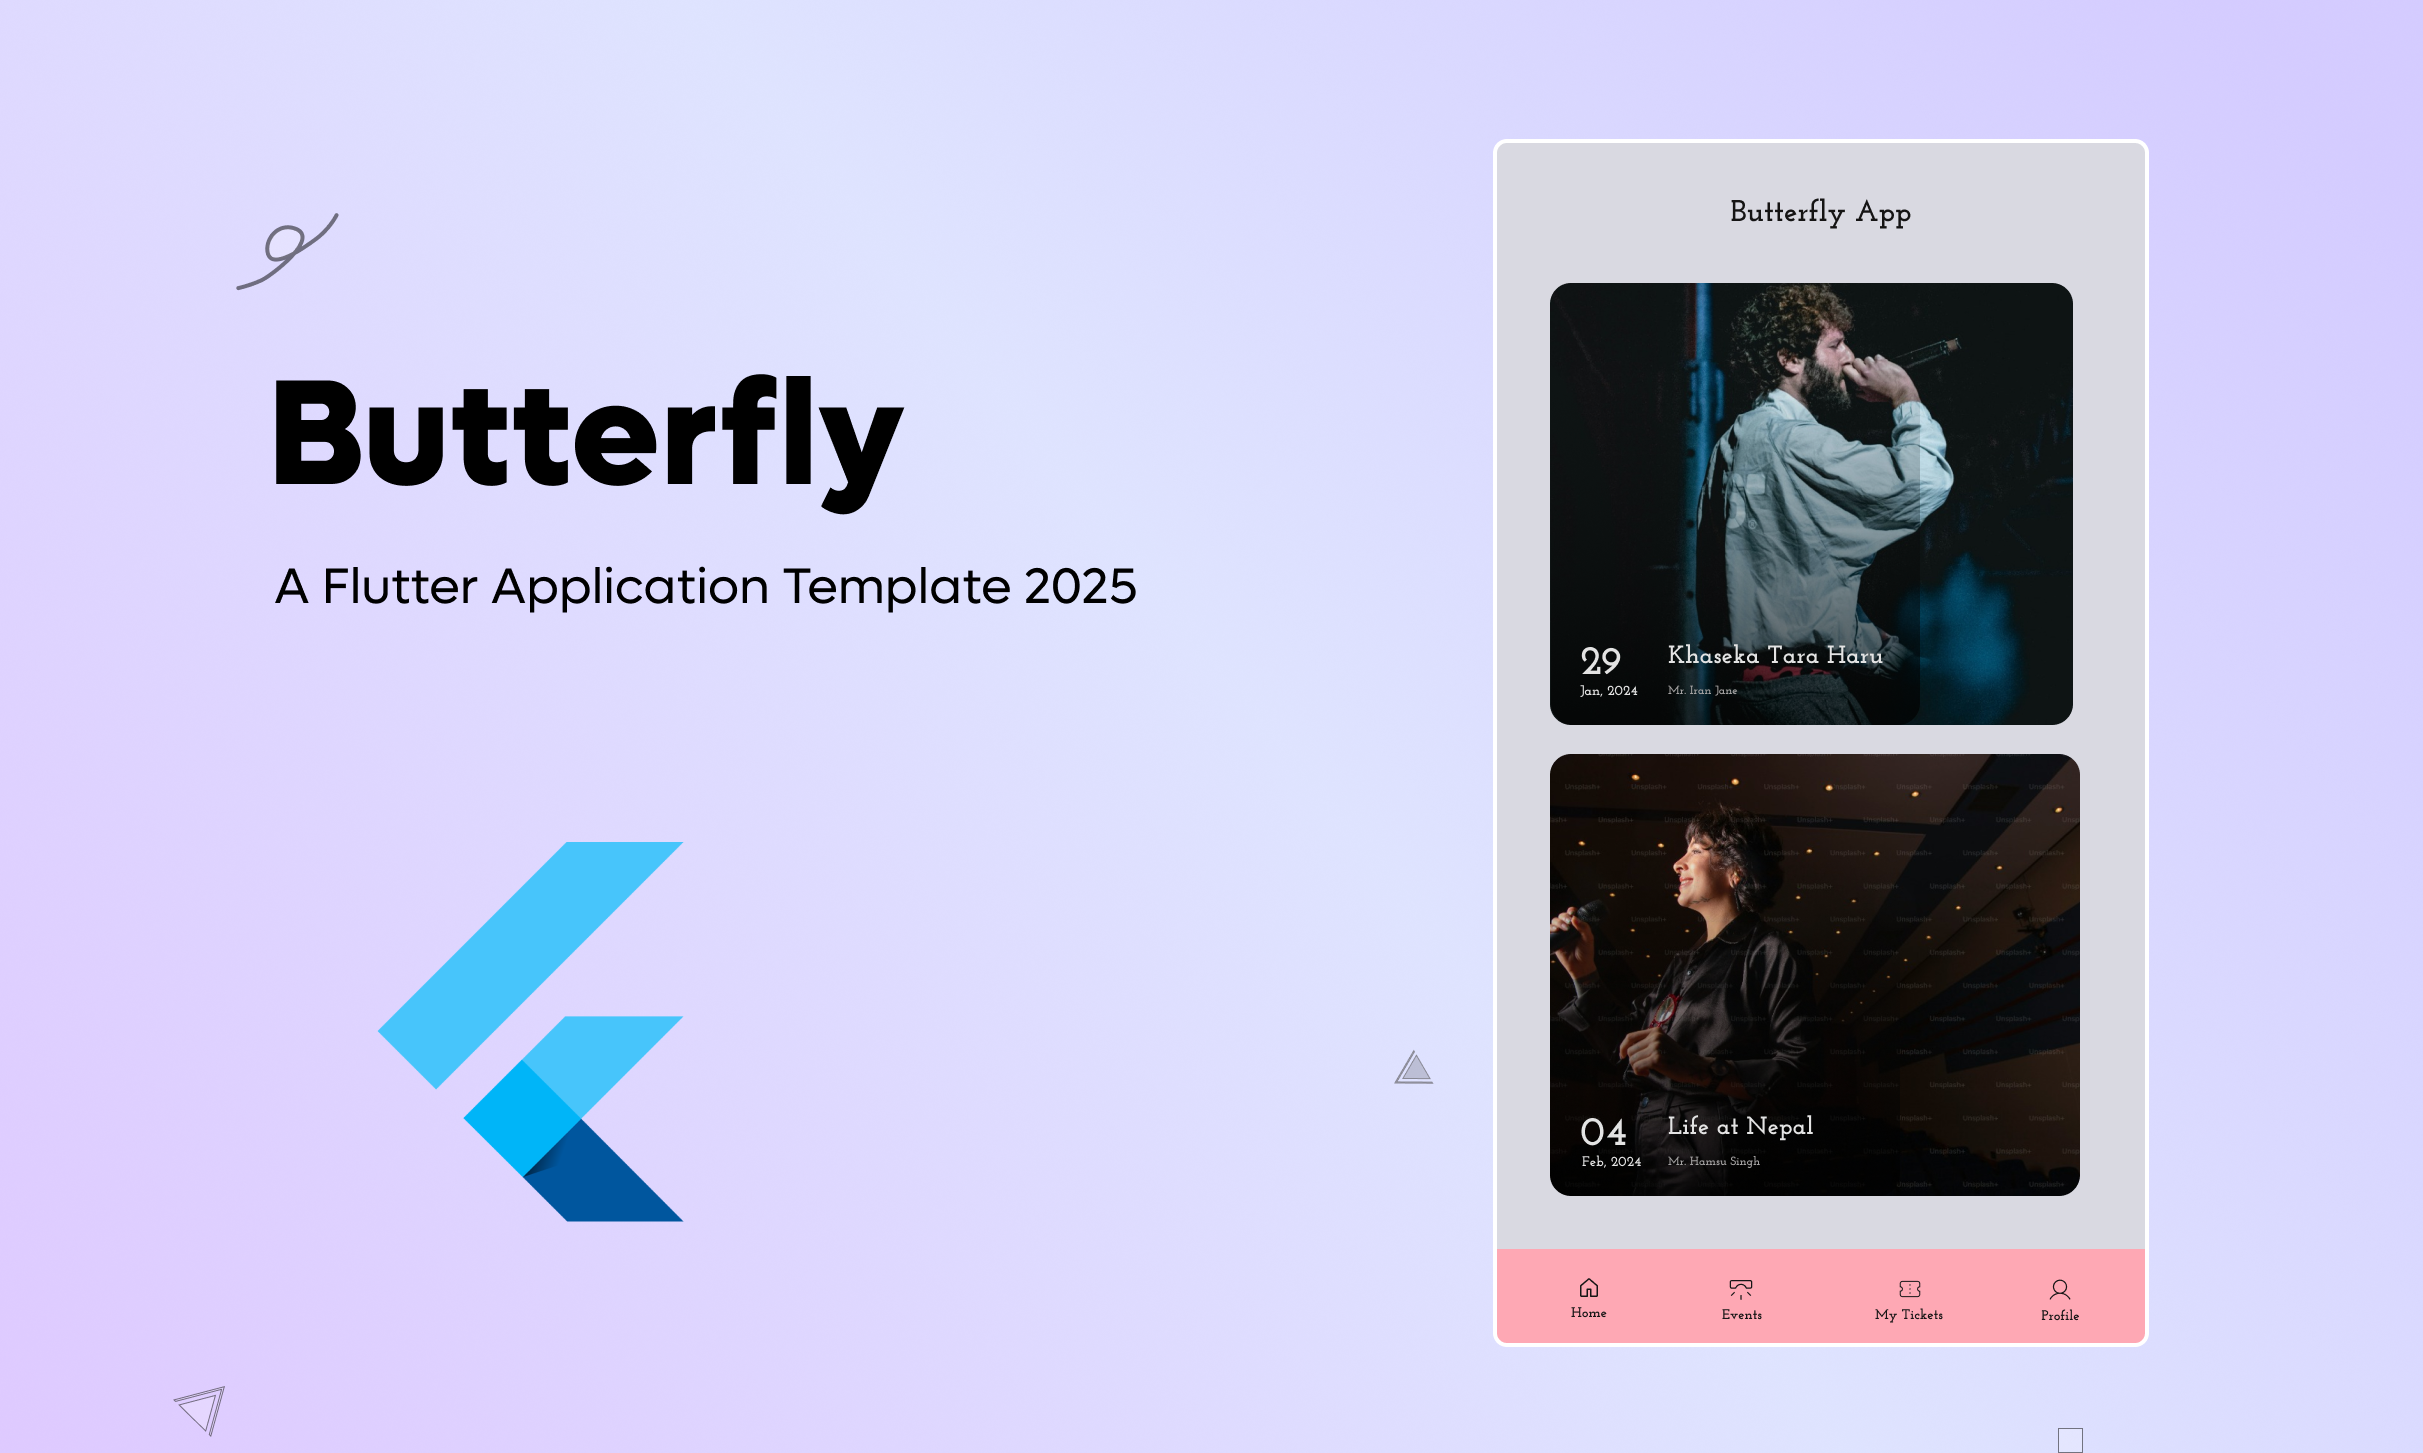 Butterfly
A Flutter Application Template 2025
Butterfly App
29
Jan, 2024
Khaseka Tara Haru
Mr. Iran Jane
Unsplash+
04
Feb, 2024
Life at Nepal
Mr. Hamsu Singh
Home
Events
My Tickets
Profile